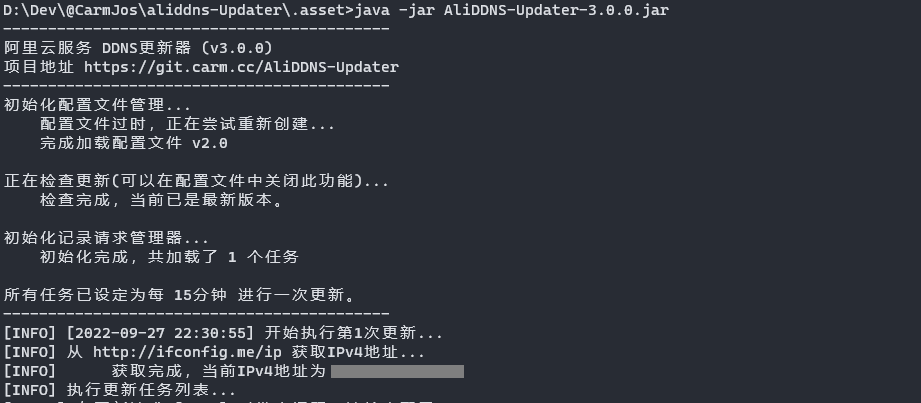 D:\Dev\@CarmJos\aliddns-Updater\.asset>java -jar AliDDNS-Updater-3.0.0.jar
-------------------------------------------
阿里云服务 DDNS更新器 (v3.0.0)
项目地址 https://git.carm.cc/AliDDNS-Updater
-------------------------------------------
初始化配置文件管理...
    配置文件过时，正在尝试重新创建...
    完成加载配置文件 v2.0
正在检查更新(可以在配置文件中关闭此功能)...
    检查完成，当前已是最新版本。
初始化记录请求管理器...
    初始化完成，共加载了 1 个任务
所有任务已设定为每 15分钟 进行一次更新。
-------------------------------------------
[INFO] [2022-09-27 22:30:55] 开始执行第1次更新...
[INFO] 从 http://ifconfig.me/ip 获取IPv4地址...
[INFO]      获取完成，当前IPv4地址为
[INFO] 执行更新任务列表...